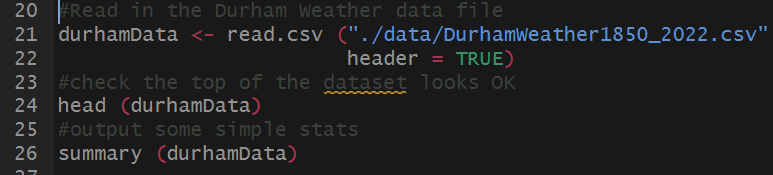 20 #Read in the Durham Weather data file
21 durhamData <- read.csv ("./data/DurhamWeather1850_2022.csv"
22 header = TRUE)
23 #check the top of the dataset looks OK
24 head (durhamData)
25 #output some simple stats
26 summary (durhamData)